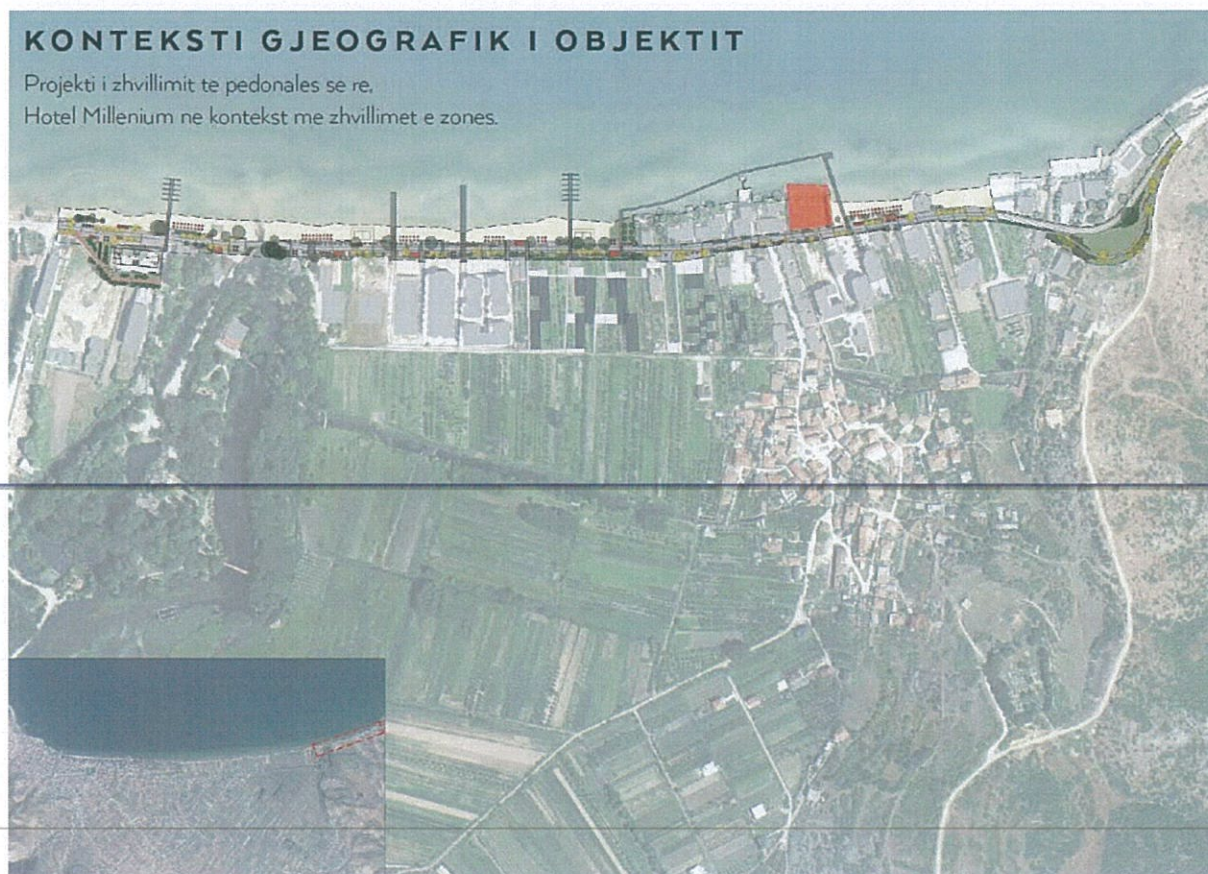 KONTEKSTI GJEOGRAFIK I OBJEKTIT
Projekti i zhvillimit te pedonales se re,
Hotel Millenium ne kontekst me zhvillimet e zones.